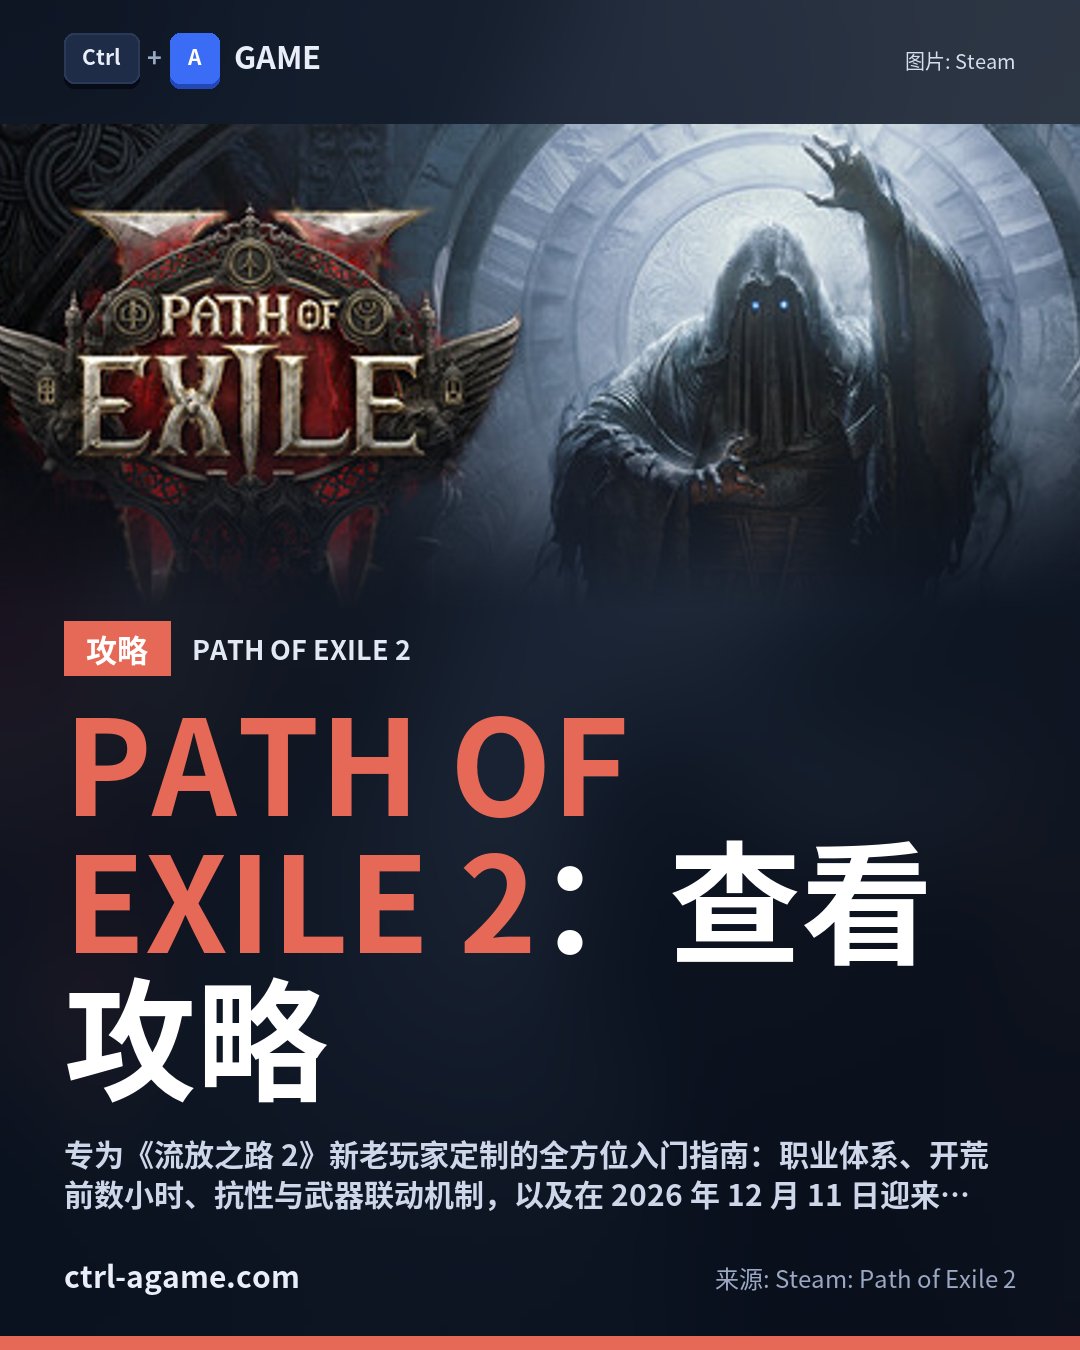 Ctrl + A GAME
图片: Steam
PATH OF
EXILE
攻略 PATH OF EXILE 2
PATH OF
EXILE 2：查看
攻略
专为《流放之路 2》新老玩家定制的全方位入门指南：职业体系、开荒
前数小时、抗性与武器联动机制，以及在 2026 年 12 月 11 日迎来…
ctrl-agame.com
来源: Steam: Path of Exile 2